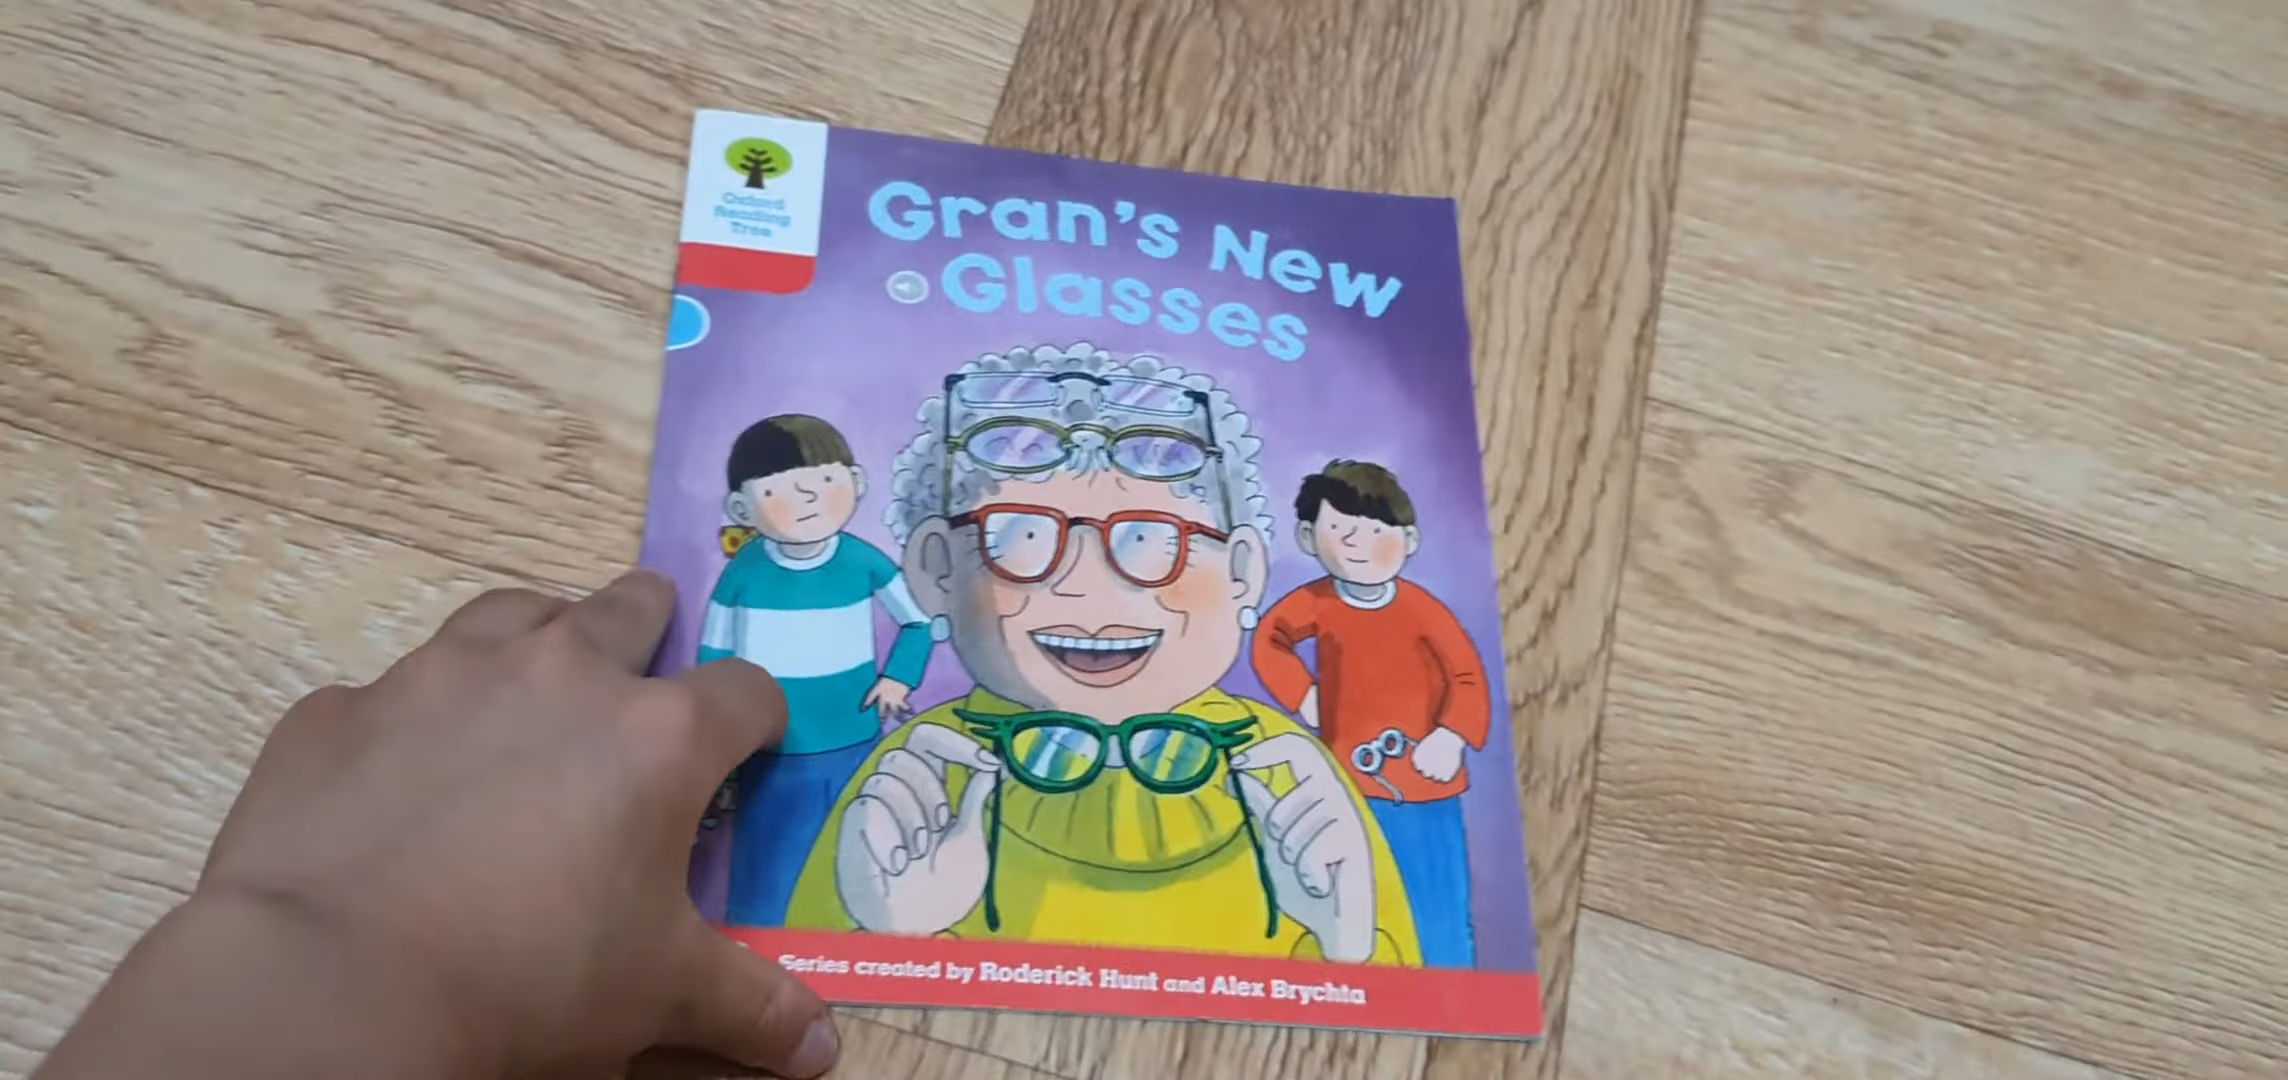 Oxford
Reading
Tree
Gran's New
Glasses
Series created by Roderick Hunt and Alex Brychta